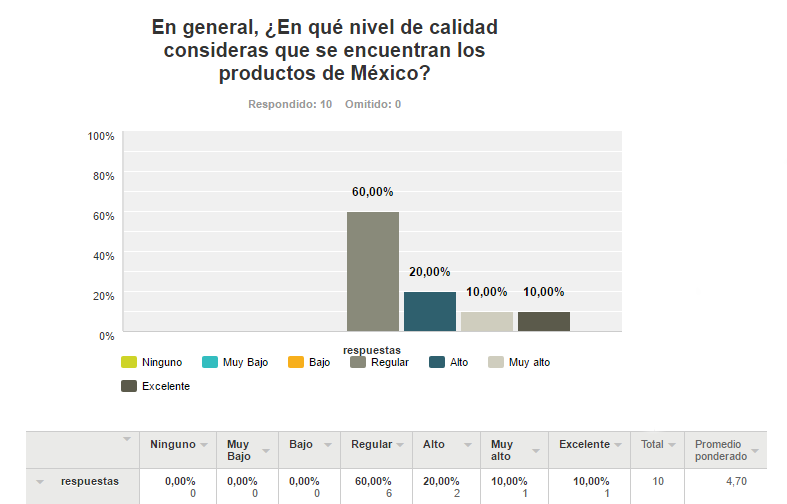 En general, ¿En qué nivel de calidad
consideras que se encuentran los
productos de México?
Respondido: 10 Omitido: 0
100%
80%
60%
40%
20%
0%
60,00%
20,00%
10,00% 10,00%
respuestas
Ninguno Muy Bajo Bajo Regular Alto Muy alto
Excelente
Ninguno Muy Bajo Bajo Regular Alto Muy alto Excelente Total Promedio ponderado
respuestas 0,00% 0,00% 0,00% 60,00% 20,00% 10,00% 10,00% 10 4,70
0 0 0 6 2 1 1